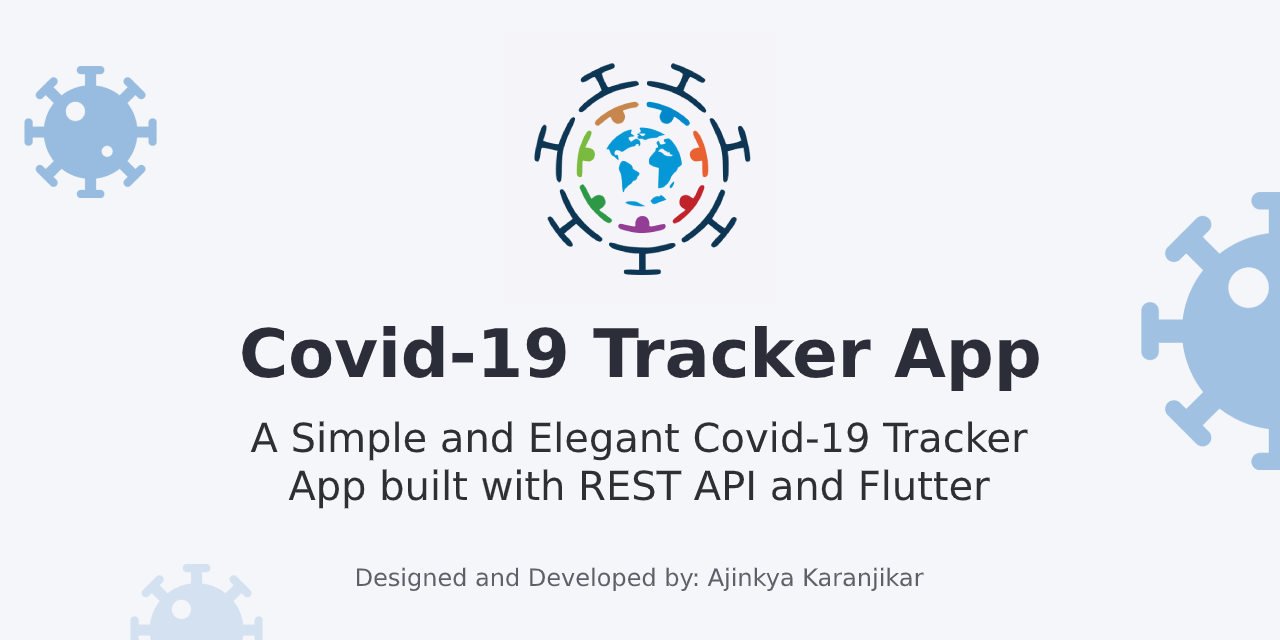 Covid-19 Tracker App
A Simple and Elegant Covid-19 Tracker
App built with REST API and Flutter
Designed and Developed by: Ajinkya Karanjikar